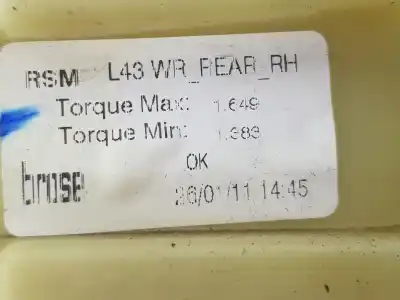 RSM L43 WR_REAR_RH
Torque Max: 1.649
Torque Min: 1.383
OK
brose 26/01/11 14:45